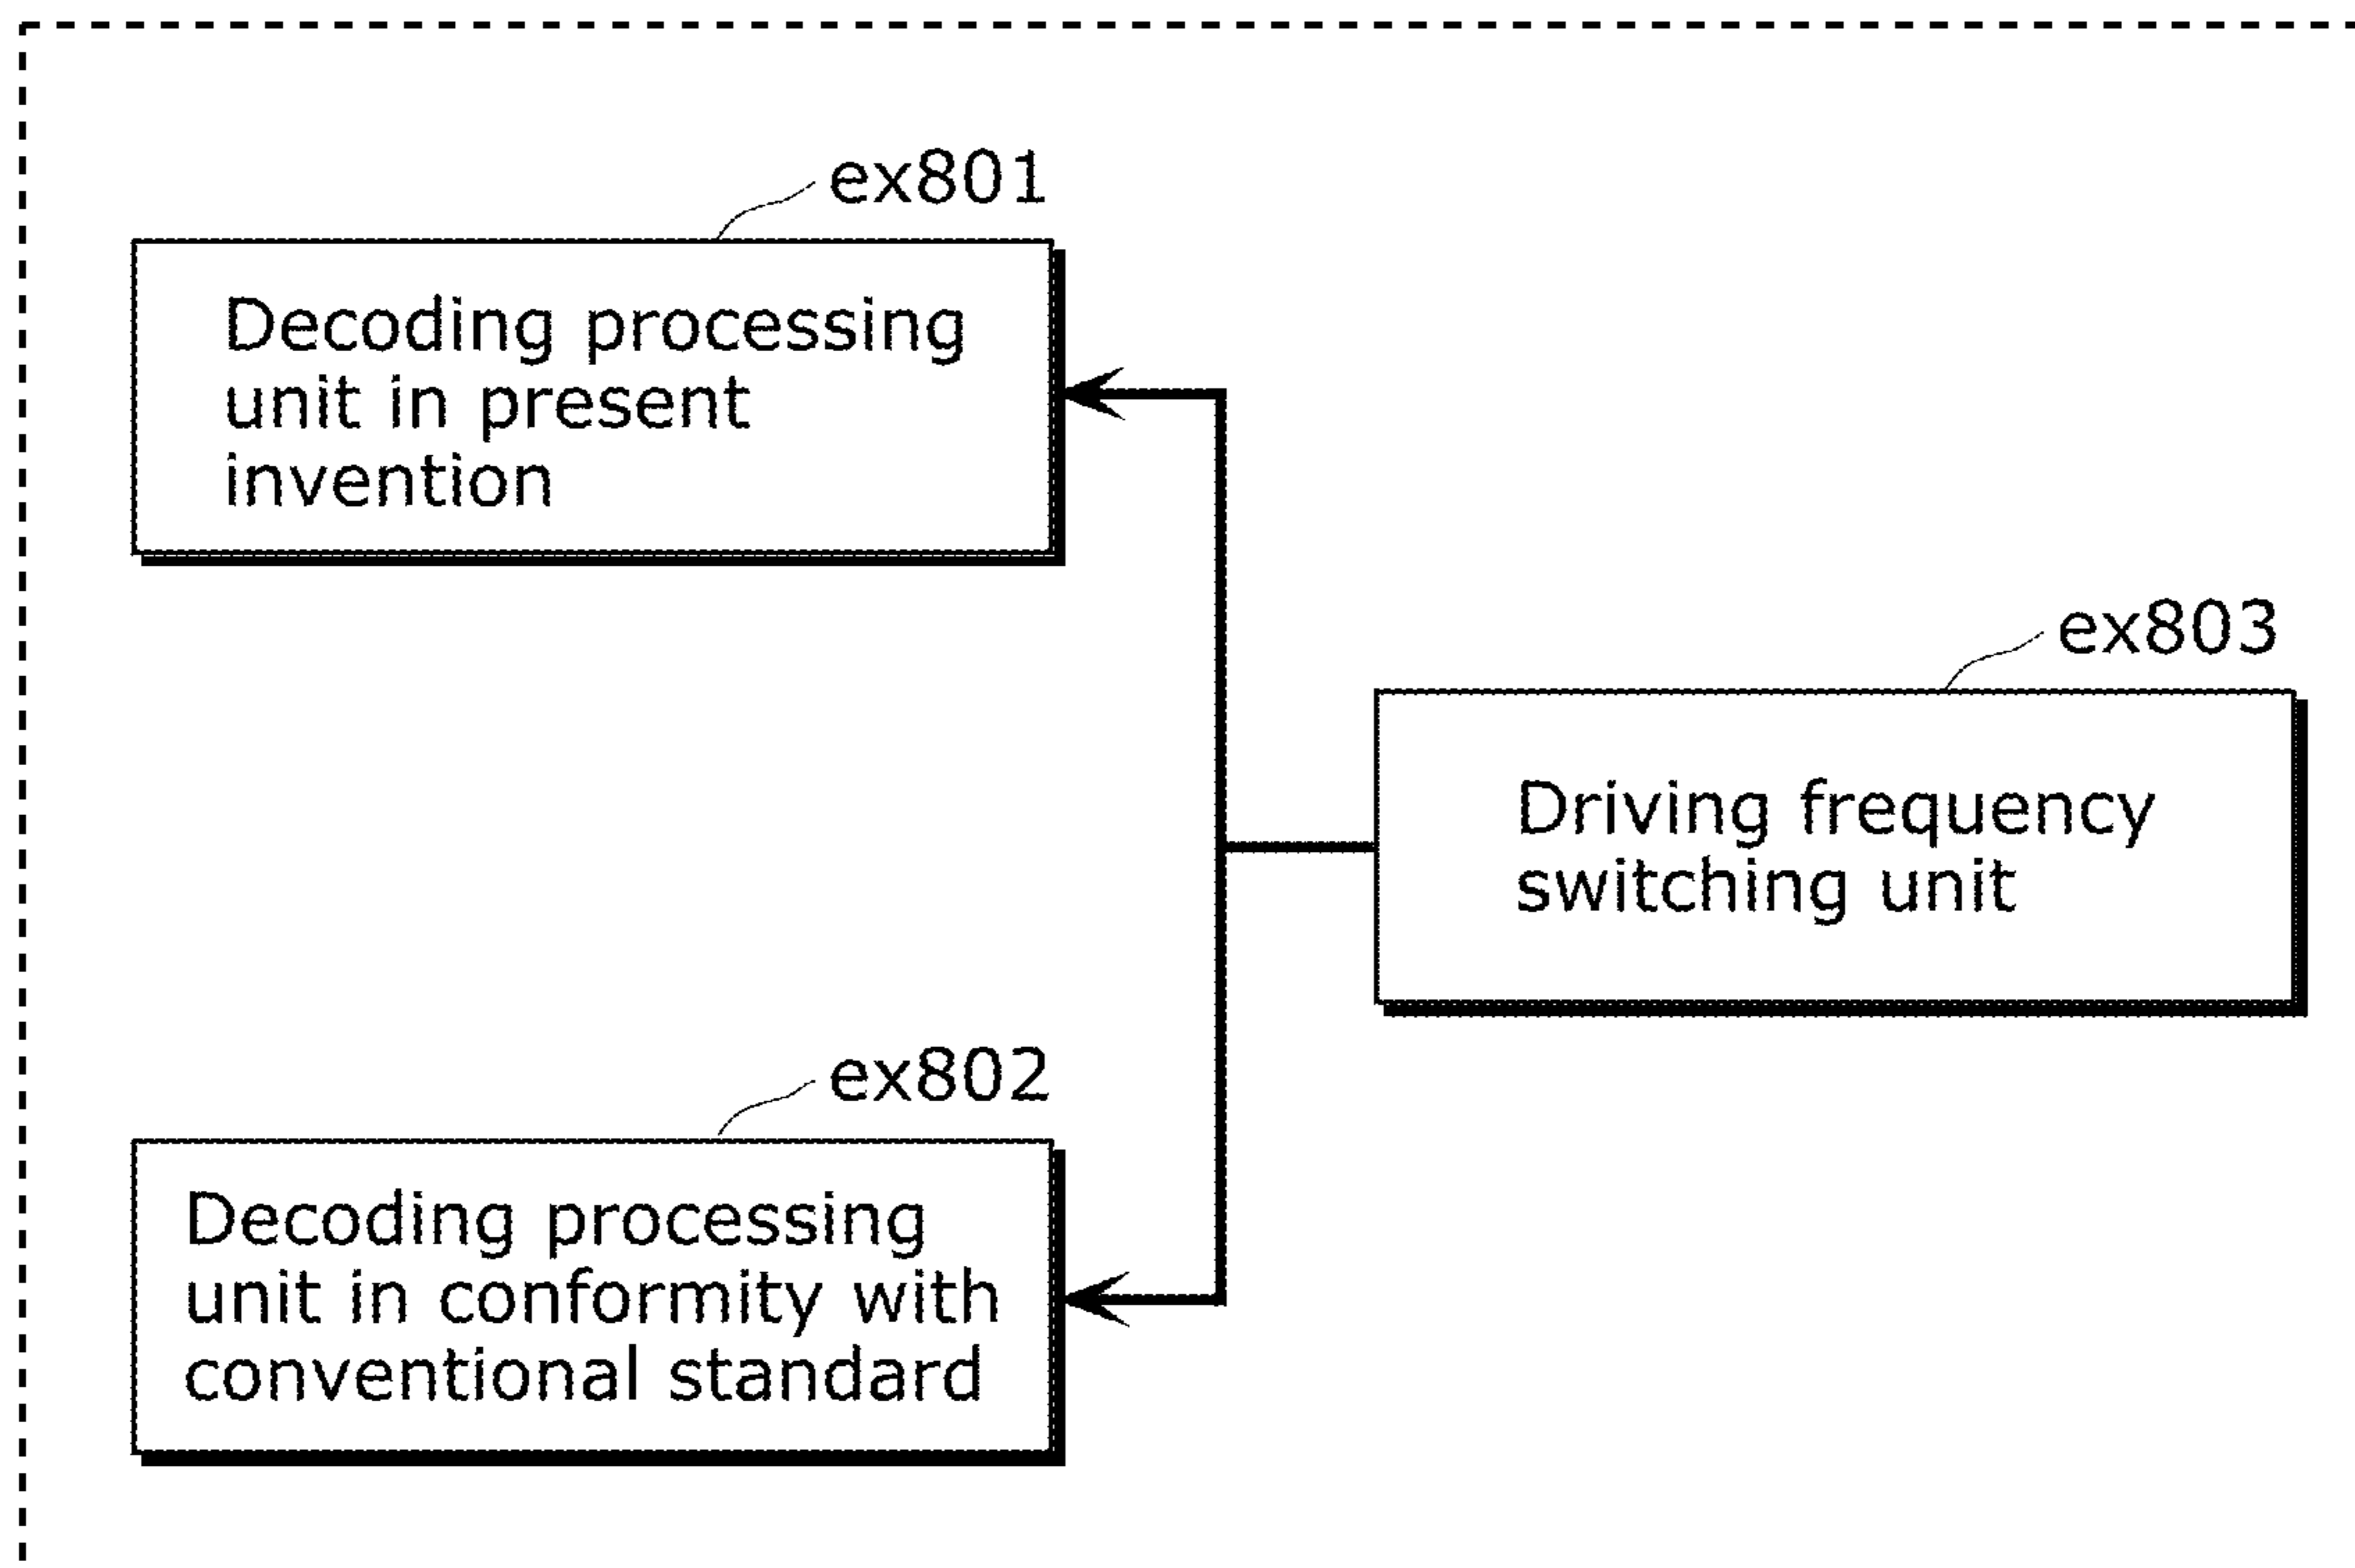 ex801
Decoding processing
unit in present
invention
ex803
Driving frequency
switching unit
ex802
Decoding processing
unit in conformity with
conventional standard